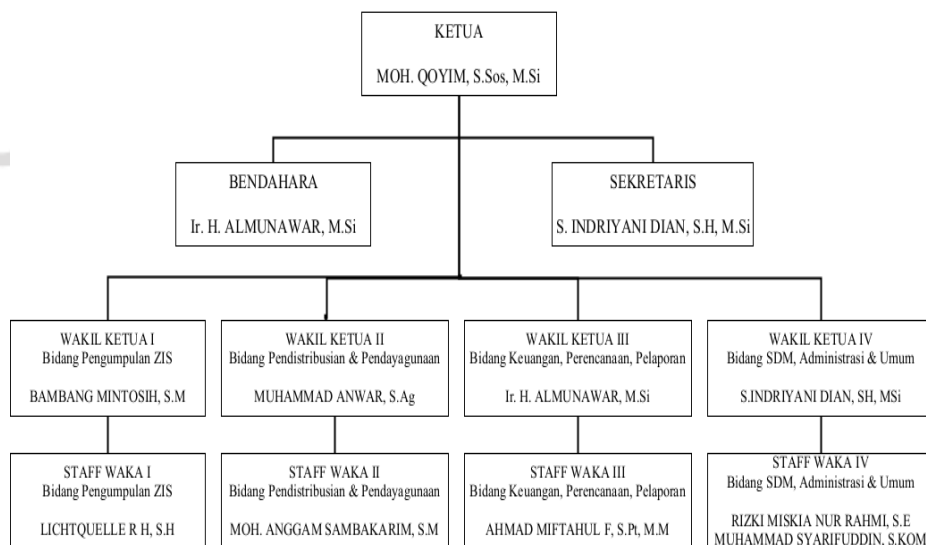 KETUA
MOH. QOYIM, S.Sos, M.Si
BENDAHARA
Ir. H. ALMUNAWAR, M.Si
SEKRETARIS
S. INDRIYANI DIAN, S.H, M.Si
WAKIL KETUA I
Bidang Pengumpulan ZIS
BAMBANG MINTOSIH, S.M
WAKIL KETUA II
Bidang Pendistribusian & Pendayagunaan
MUHAMMAD ANWAR, S.Ag
WAKIL KETUA III
Bidang Keuangan, Perencanaan, Pelaporan
Ir. H. ALMUNAWAR, M.Si
WAKIL KETUA IV
Bidang SDM, Administrasi & Umum
S.INDRIYANI DIAN, SH, MSi
STAFF WAKA I
Bidang Pengumpulan ZIS
LICHTQUELLE R H, S.H
STAFF WAKA II
Bidang Pendistribusian & Pendayagunaan
MOH. ANGGAM SAMBAKARIM, S.M
STAFF WAKA III
Bidang Keuangan, Perencanaan, Pelaporan
AHMAD MIFTAHUL F, S.Pt, M.M
STAFF WAKA IV
Bidang SDM, Administrasi & Umum
RIZKI MISKIA NUR RAHMI, S.E
MUHAMMAD SYARIFUDDIN, S.KOM